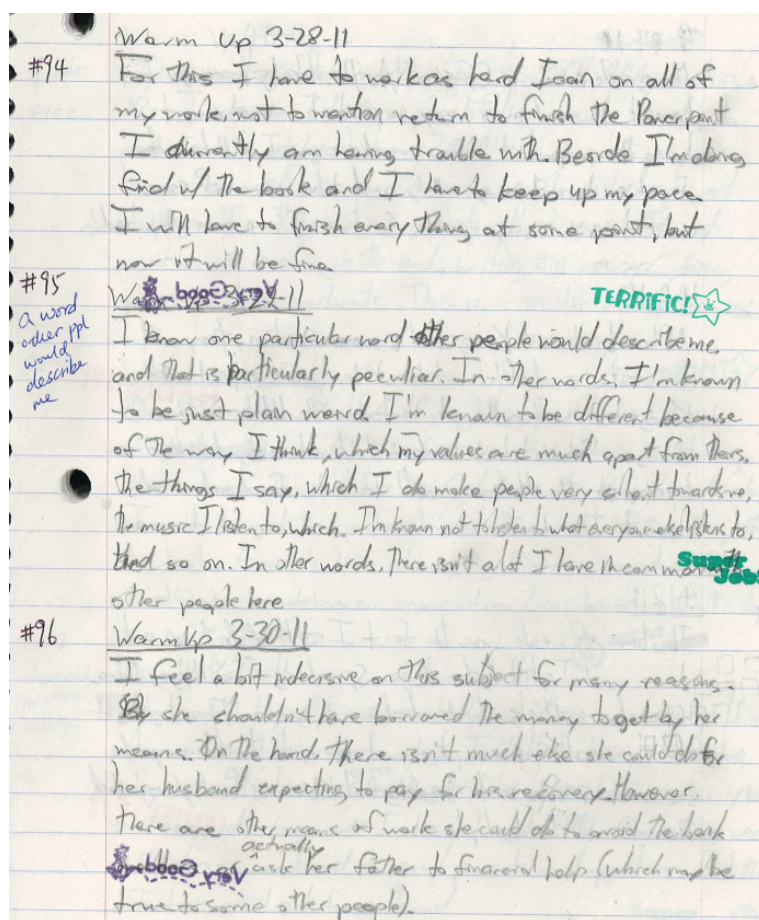 Warm Up 3-28-11
#94 For this I have to work as hard I can on all of
my work, not to mention return to finish the Powerpoint
I currently am having trouble with. Beside I'm doing
find w/ the book and I have to keep up my pace.
I will have to finish every thing at some point, but
now it will be fine.
#95 Warm Up 3-29-11
Very Good
TERRIFIC!
a word
other ppl
would
describe
me
I know one particular word other people would describe me,
and that is particularly peculiar. In other words, I'm known
to be just plain weird. I'm known to be different because
of the way I think, which my values are much apart from theirs,
the things I say, which I do make people very silent towards me,
the music I listen to, which. I'm known not to listen to what everyone else listens to,
and so on. In other words, there isn't a lot I have in common with
Super
Job!
other people here
#96 Warm Up 3-30-11
I feel a bit indecisive on this subject for many reasons.
she shouldn't have borrowed the money to get by her
means. On the hand, there isn't much else she could do for
her husband expecting to pay for his recovery. However,
there are other means of work she could do to avoid the bank
or actually ask her father to financial help (which may be
Very Good
true to some other people).